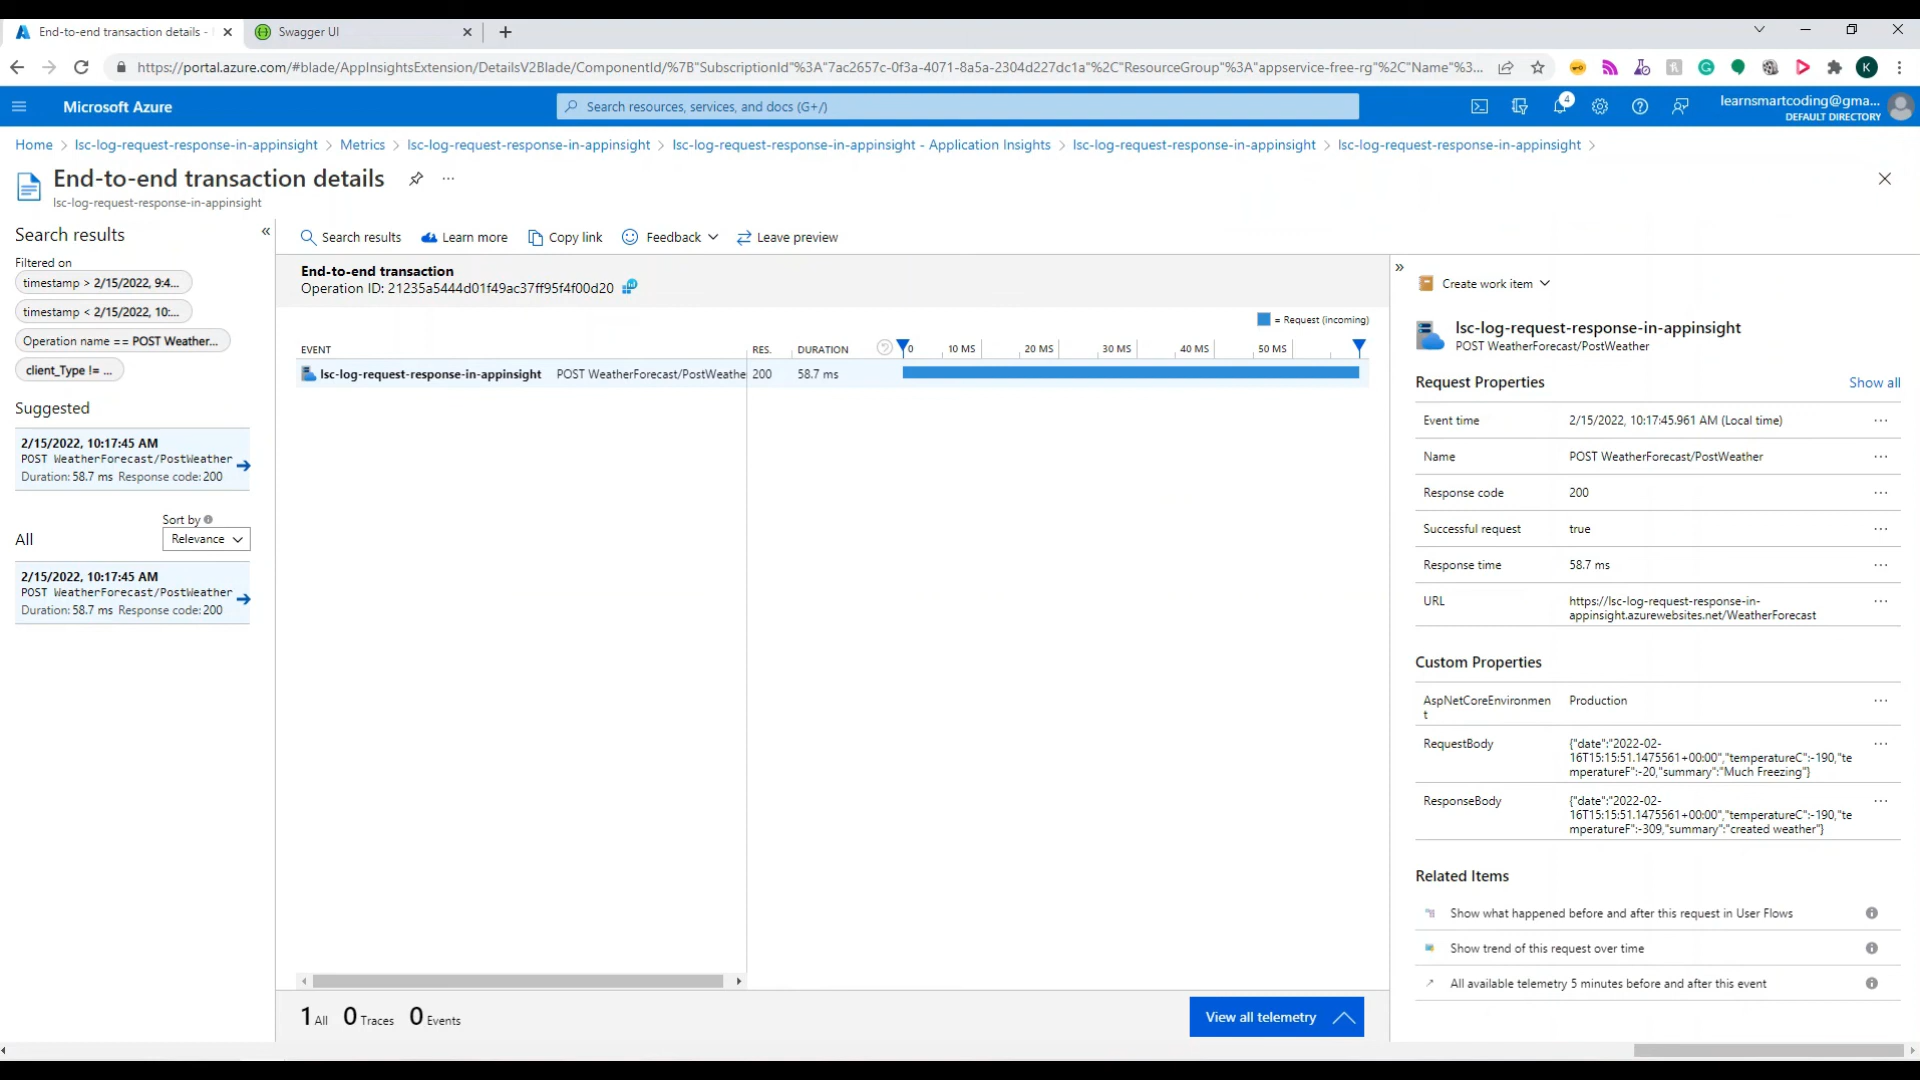 End-to-end transaction details -
Swagger UI
https://portal.azure.com/#blade/AppInsightsExtension/DetailsV2Blade/ComponentId/%7B"SubscriptionId"%3A"7ac2657c-0f3a-4071-8a5a-2304d227dc1a"%2C"ResourceGroup"%3A"appservice-free-rg"%2C"Name"%3...
K
Microsoft Azure
Search resources, services, and docs (G+/)
4
learnsmartcoding@gma...
DEFAULT DIRECTORY
Home > lsc-log-request-response-in-appinsight > Metrics > lsc-log-request-response-in-appinsight > lsc-log-request-response-in-appinsight - Application Insights > lsc-log-request-response-in-appinsight > lsc-log-request-response-in-appinsight >
End-to-end transaction details
lsc-log-request-response-in-appinsight
Search results
Filtered on
timestamp > 2/15/2022, 9:4...
timestamp < 2/15/2022, 10:...
Operation name == POST Weather...
client_Type != ...
Suggested
2/15/2022, 10:17:45 AM
POST WeatherForecast/PostWeather
Duration: 58.7 ms Response code: 200
Sort by
All
Relevance
2/15/2022, 10:17:45 AM
POST WeatherForecast/PostWeather
Duration: 58.7 ms Response code: 200
Search results
Learn more
Copy link
Feedback
Leave preview
End-to-end transaction
Operation ID: 21235a5444d01f49ac37ff95f4f00d20
= Request (incoming)
EVENT RES. DURATION 0 10 MS 20 MS 30 MS 40 MS 50 MS
lsc-log-request-response-in-appinsight POST WeatherForecast/PostWeathe 200 58.7 ms
1 All 0 Traces 0 Events
View all telemetry
Create work item
lsc-log-request-response-in-appinsight
POST WeatherForecast/PostWeather
Request Properties
Show all
Event time 2/15/2022, 10:17:45.961 AM (Local time) ...
Name POST WeatherForecast/PostWeather ...
Response code 200 ...
Successful request true ...
Response time 58.7 ms ...
URL https://lsc-log-request-response-in- ...
appinsight.azurewebsites.net/WeatherForecast
Custom Properties
AspNetCoreEnvironmen Production ...
t
RequestBody {"date":"2022-02- ...
16T15:15:51.1475561+00:00","temperatureC":-190,"te
mperatureF":-20,"summary":"Much Freezing"}
ResponseBody {"date":"2022-02- ...
16T15:15:51.1475561+00:00","temperatureC":-190,"te
mperatureF":-309,"summary":"created weather"}
Related Items
Show what happened before and after this request in User Flows
Show trend of this request over time
All available telemetry 5 minutes before and after this event